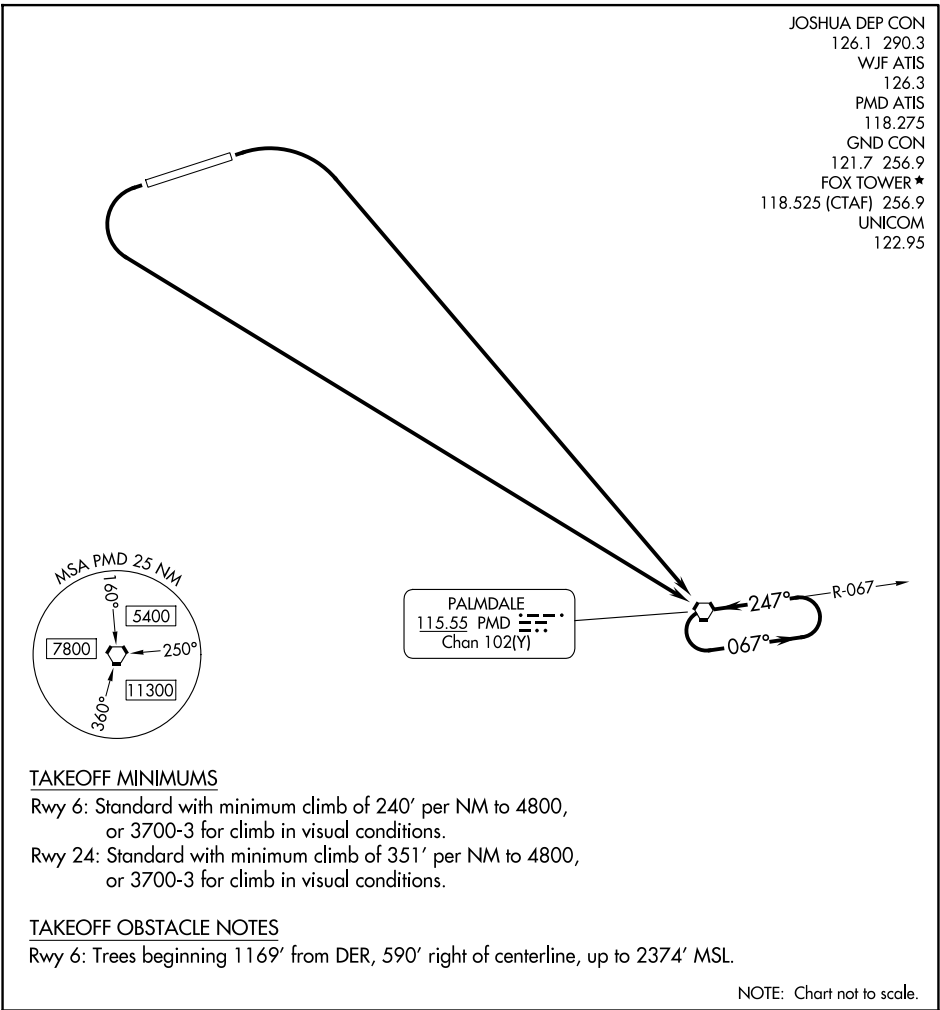 JOSHUA DEP CON
126.1 290.3
WJF ATIS
126.3
PMD ATIS
118.275
GND CON
121.7 256.9
FOX TOWER★
118.525 (CTAF) 256.9
UNICOM
122.95
MSA PMD 25 NM
160°
5400
7800
250°
11300
360°
PALMDALE
115.55 PMD
Chan 102(Y)
247°
R-067
067°
TAKEOFF MINIMUMS
Rwy 6: Standard with minimum climb of 240' per NM to 4800,
or 3700-3 for climb in visual conditions.
Rwy 24: Standard with minimum climb of 351' per NM to 4800,
or 3700-3 for climb in visual conditions.
TAKEOFF OBSTACLE NOTES
Rwy 6: Trees beginning 1169' from DER, 590' right of centerline, up to 2374' MSL.
NOTE: Chart not to scale.